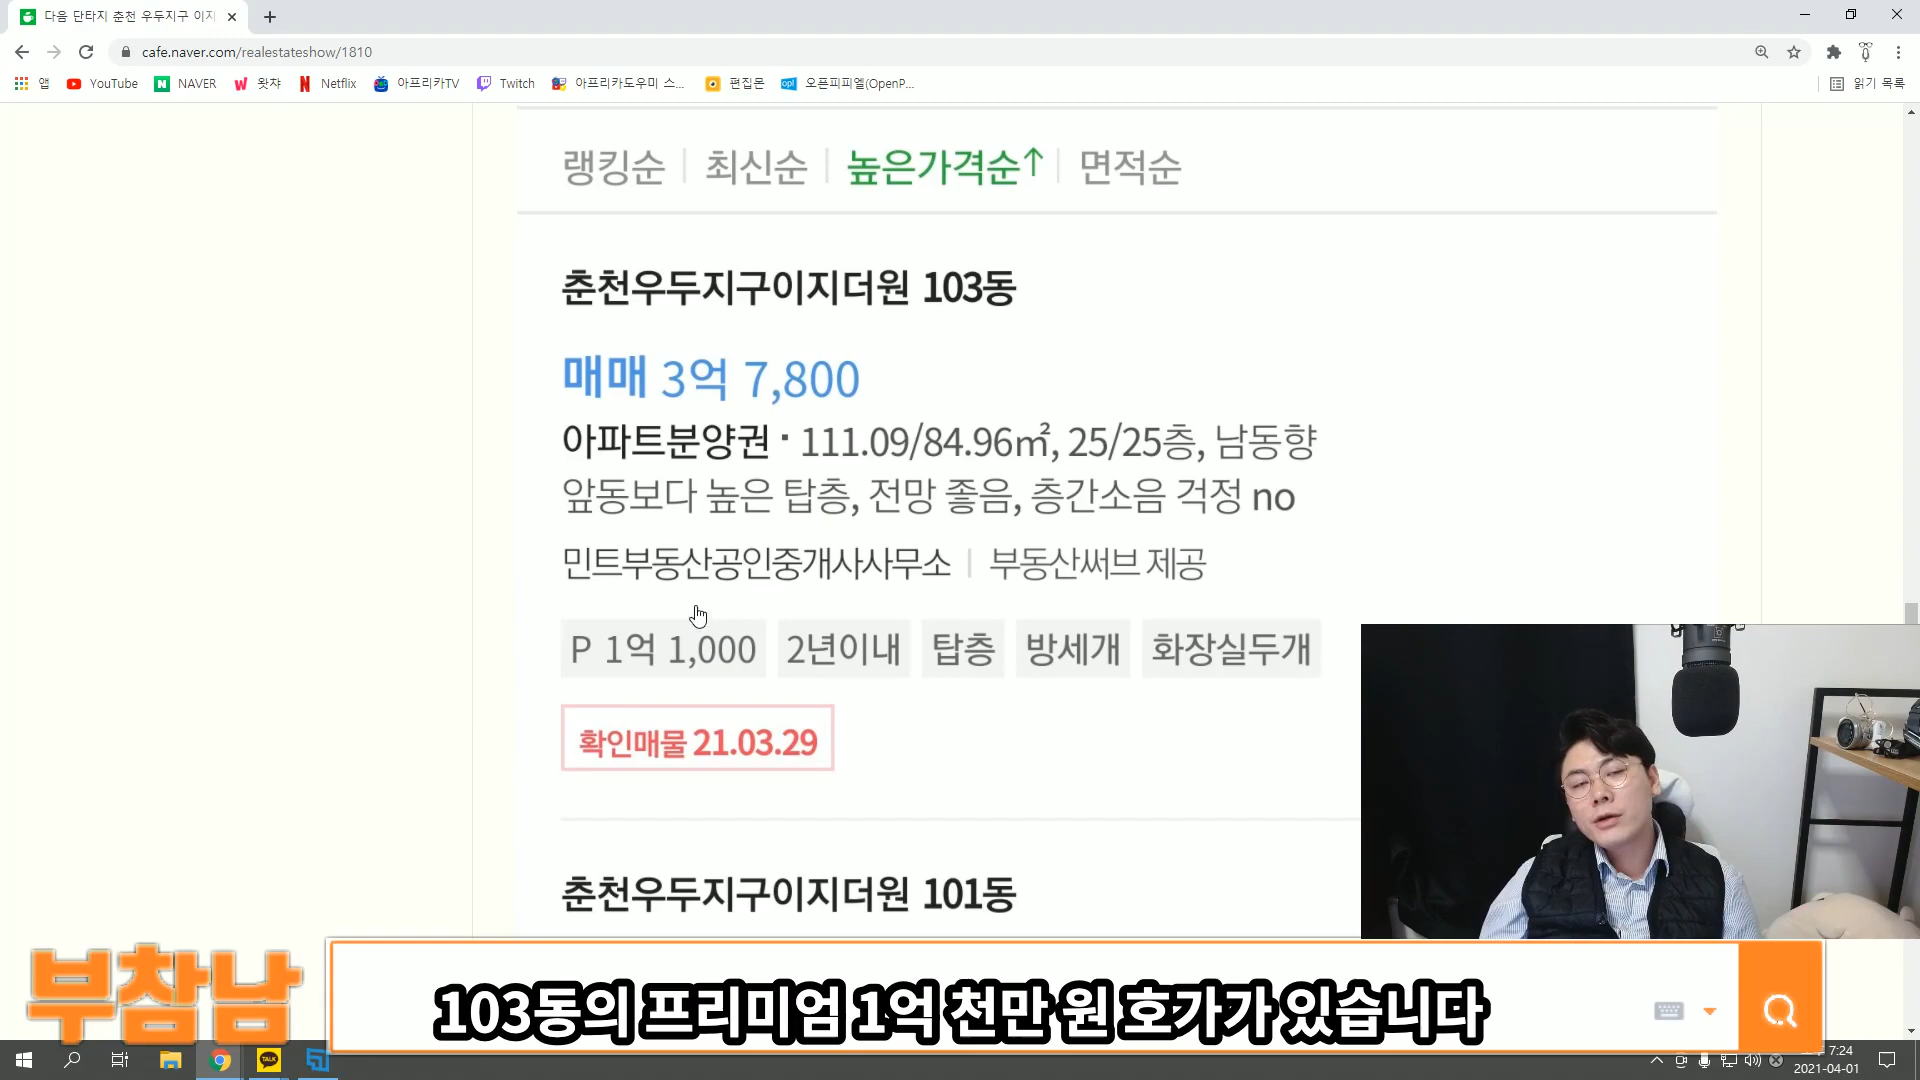 다음 단타지 춘천 우두지구 이지
cafe.naver.com/realestateshow/1810
앱 YouTube NAVER 왓챠 Netflix 아프리카TV Twitch 아프리카도우미 스... 편집몬 오픈피피엘(OpenP... 읽기 목록
랭킹순 최신순 높은가격순↑ 면적순
춘천우두지구이지더원 103동
매매 3억 7,800
아파트분양권 · 111.09/84.96㎡, 25/25층, 남동향
앞동보다 높은 탑층, 전망 좋음, 층간소음 걱정 no
민트부동산공인중개사사무소 부동산써브 제공
P 1억 1,000 2년이내 탑층 방세개 화장실두개
확인매물 21.03.29
춘천우두지구이지더원 101동
부참남
103동의 프리미엄 1억 천만 원 호가가 있습니다
7:24
2021-04-01